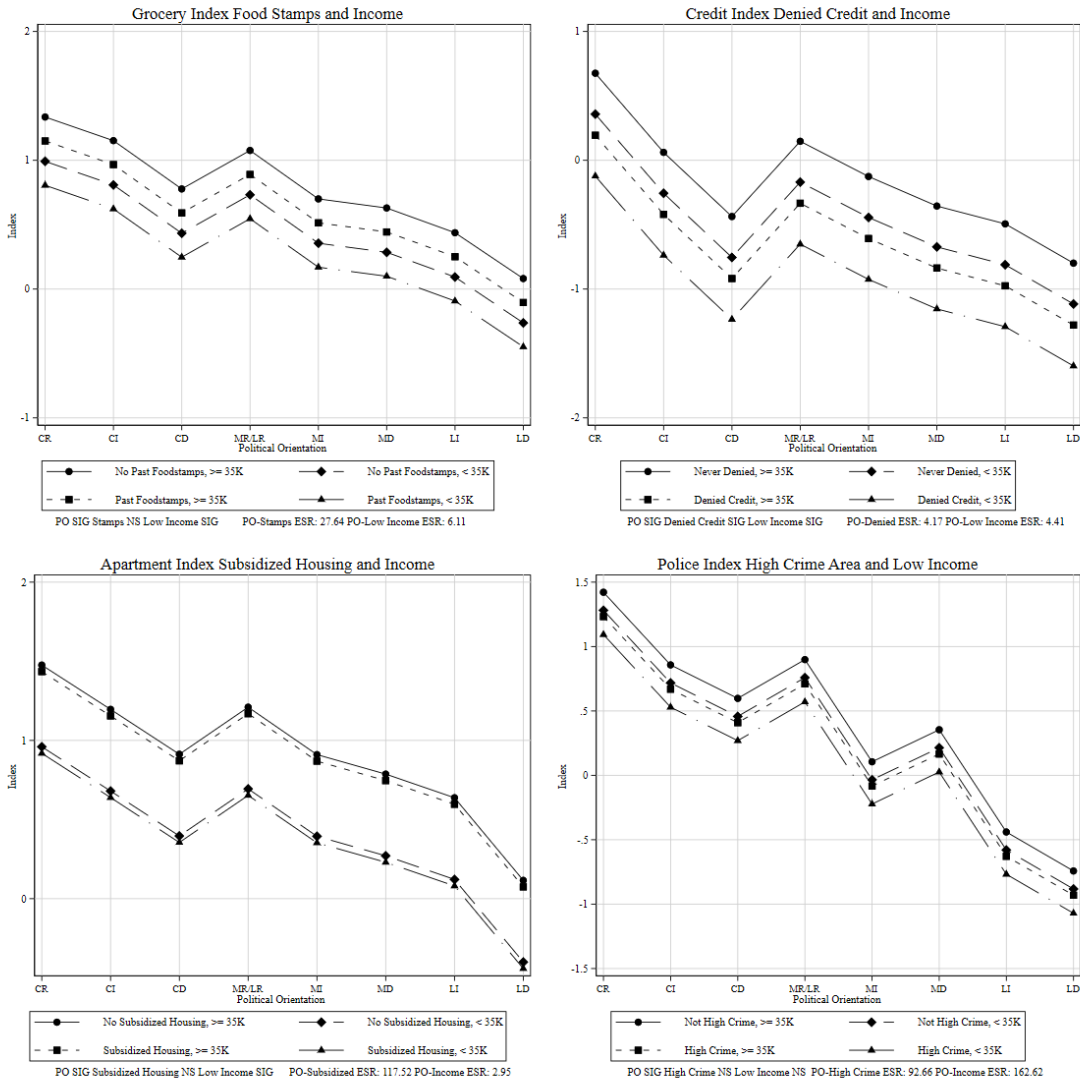 Grocery Index Food Stamps and Income
2
1
0
-1
Index
CR CI CD MR/LR MI MD LI LD
Political Orientation
No Past Foodstamps, >= 35K No Past Foodstamps, < 35K
Past Foodstamps, >= 35K Past Foodstamps, < 35K
PO SIG Stamps NS Low Income SIG PO-Stamps ESR: 27.64 PO-Low Income ESR: 6.11
Credit Index Denied Credit and Income
1
0
-1
-2
Index
CR CI CD MR/LR MI MD LI LD
Political Orientation
Never Denied, >= 35K Never Denied, < 35K
Denied Credit, >= 35K Denied Credit, < 35K
PO SIG Denied Credit SIG Low Income SIG PO-Denied ESR: 4.17 PO-Low Income ESR: 4.41
Apartment Index Subsidized Housing and Income
2
1
0
Index
CR CI CD MR/LR MI MD LI LD
Political Orientation
No Subsidized Housing, >= 35K No Subsidized Housing, < 35K
Subsidized Housing, >= 35K Subsidized Housing, < 35K
PO SIG Subsidized Housing NS Low Income SIG PO-Subsidized ESR: 117.52 PO-Income ESR: 2.95
Police Index High Crime Area and Low Income
1.5
1
.5
0
-.5
-1
-1.5
Index
CR CI CD MR/LR MI MD LI LD
Political Orientation
Not High Crime, >= 35K Not High Crime, < 35K
High Crime, >= 35K High Crime, < 35K
PO SIG High Crime NS Low Income NS PO-High Crime ESR: 92.66 PO-Income ESR: 162.62